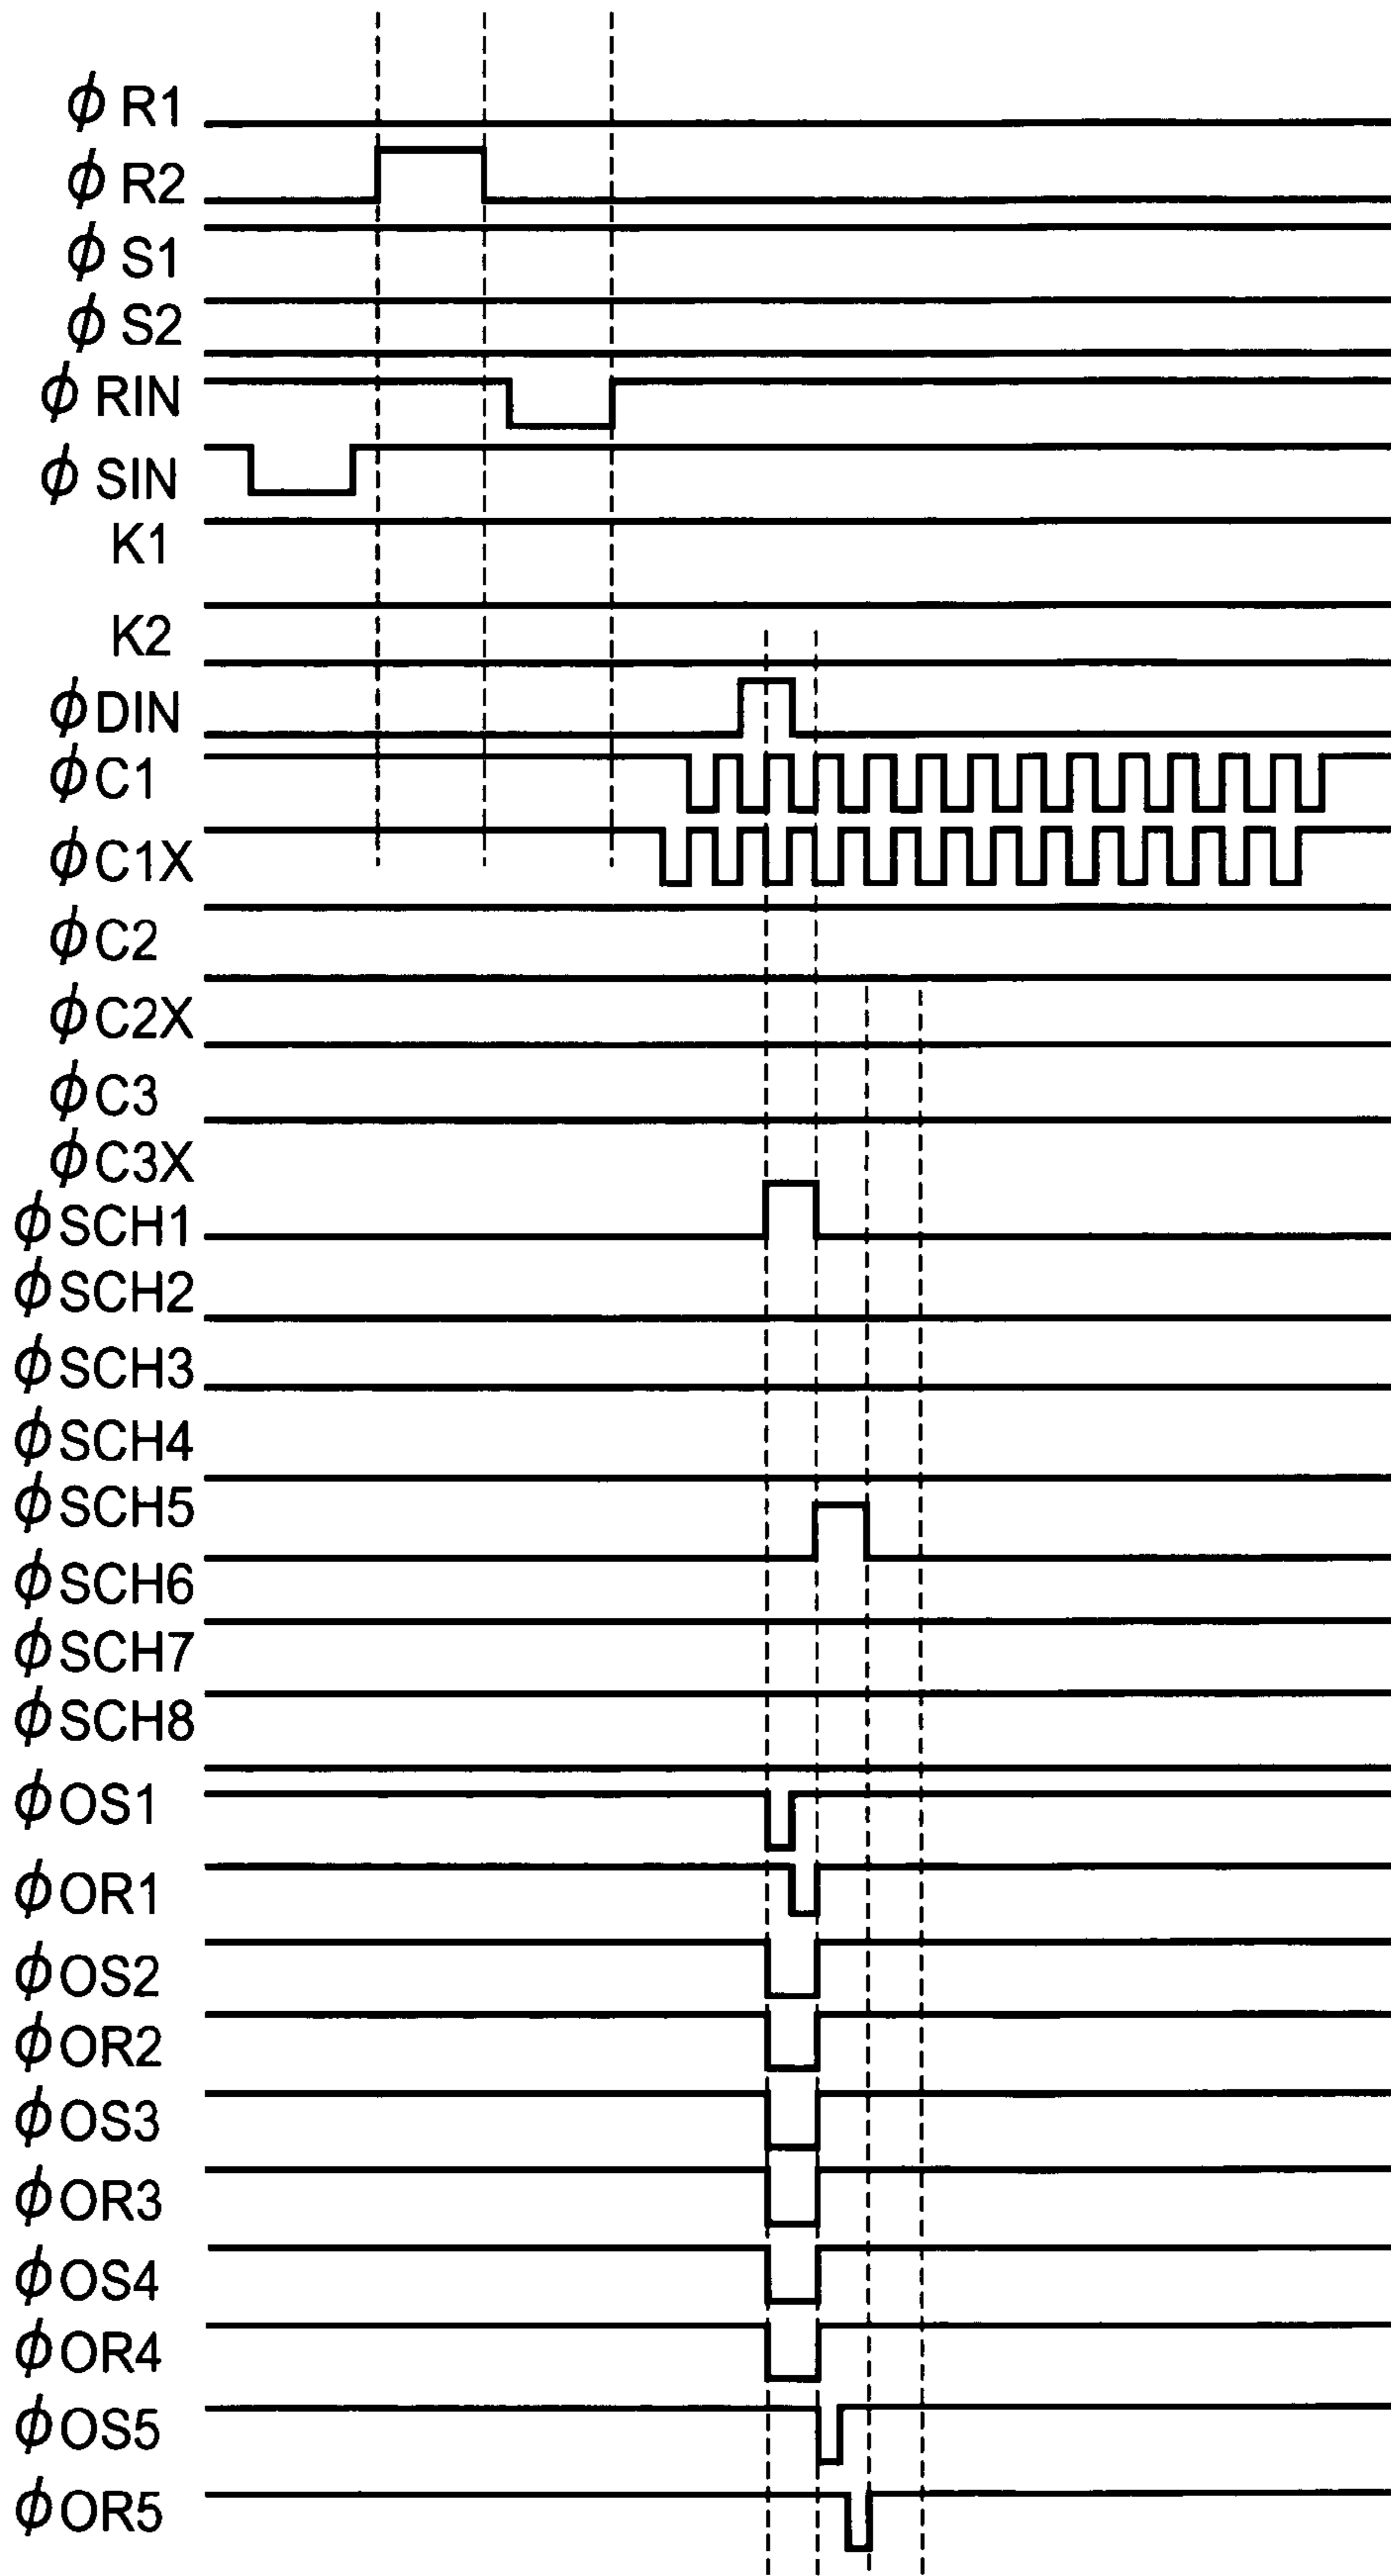 ϕ R1
ϕ R2
ϕ S1
ϕ S2
ϕ RIN
ϕ SIN
K1
K2
ϕDIN
ϕC1
ϕC1X
ϕC2
ϕC2X
ϕC3
ϕC3X
ϕSCH1
ϕSCH2
ϕSCH3
ϕSCH4
ϕSCH5
ϕSCH6
ϕSCH7
ϕSCH8
ϕOS1
ϕOR1
ϕOS2
ϕOR2
ϕOS3
ϕOR3
ϕOS4
ϕOR4
ϕOS5
ϕOR5